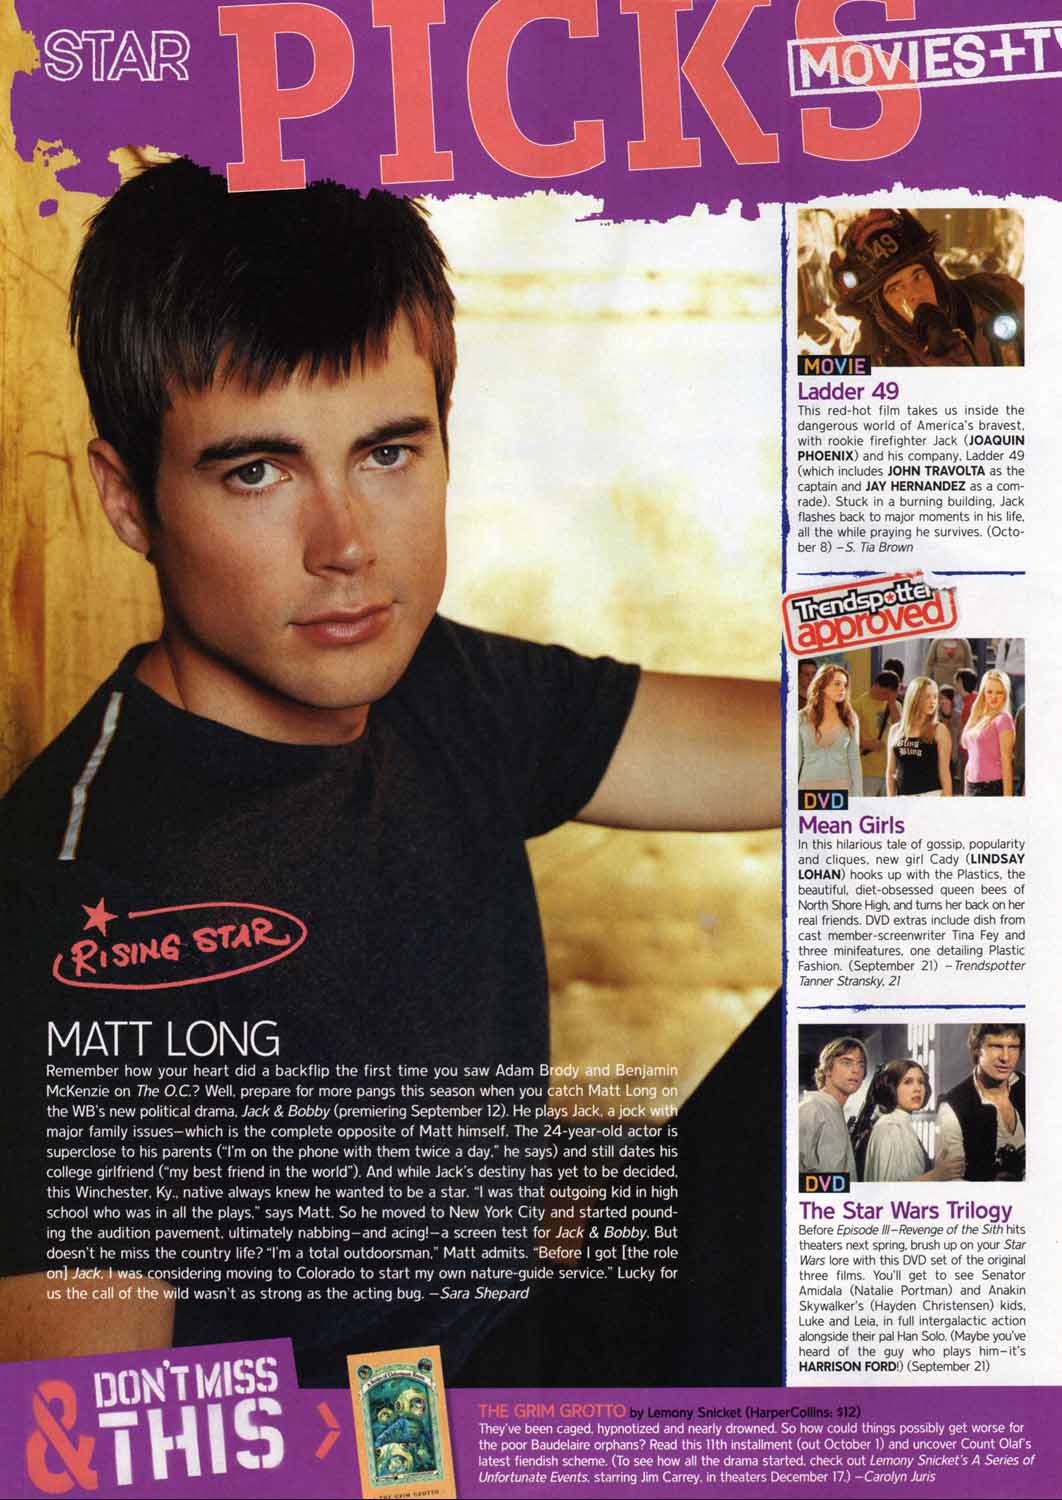 STAR
PICKS
MOVIES+TV
49
MOVIE
Ladder 49
This red-hot film takes us inside the
dangerous world of America's bravest,
with rookie firefighter Jack (JOAQUIN
PHOENIX) and his company, Ladder 49
(which includes JOHN TRAVOLTA as the
captain and JAY HERNANDEZ as a com-
rade). Stuck in a burning building, Jack
flashes back to major moments in his life,
all the while praying he survives. (Octo-
ber 8) –S. Tia Brown
Trendspotter
approved
Bling
Bling
DVD
Mean Girls
In this hilarious tale of gossip, popularity
and cliques, new girl Cady (LINDSAY
LOHAN) hooks up with the Plastics, the
beautiful, diet-obsessed queen bees of
North Shore High, and turns her back on her
real friends. DVD extras include dish from
cast member-screenwriter Tina Fey and
three minifeatures, one detailing Plastic
Fashion. (September 21) –Trendspotter
Tanner Stransky, 21
DVD
The Star Wars Trilogy
Before Episode III–Revenge of the Sith hits
theaters next spring, brush up on your Star
Wars lore with this DVD set of the original
three films. You'll get to see Senator
Amidala (Natalie Portman) and Anakin
Skywalker's (Hayden Christensen) kids,
Luke and Leia, in full intergalactic action
alongside their pal Han Solo. (Maybe you've
heard of the guy who plays him—it's
HARRISON FORD!) (September 21)
RISING STAR
MATT LONG
Remember how your heart did a backflip the first time you saw Adam Brody and Benjamin
McKenzie on The O.C.? Well, prepare for more pangs this season when you catch Matt Long on
the WB's new political drama, Jack & Bobby (premiering September 12). He plays Jack, a jock with
major family issues—which is the complete opposite of Matt himself. The 24-year-old actor is
superclose to his parents ("I'm on the phone with them twice a day," he says) and still dates his
college girlfriend ("my best friend in the world"). And while Jack's destiny has yet to be decided,
this Winchester, Ky., native always knew he wanted to be a star. "I was that outgoing kid in high
school who was in all the plays," says Matt. So he moved to New York City and started pound-
ing the audition pavement, ultimately nabbing—and acing!—a screen test for Jack & Bobby. But
doesn't he miss the country life? "I'm a total outdoorsman," Matt admits. "Before I got [the role
on] Jack, I was considering moving to Colorado to start my own nature-guide service." Lucky for
us the call of the wild wasn't as strong as the acting bug. –Sara Shepard
& DON'T MISS
THIS
A Series of Unfortunate Events
THE GRIM GROTTO
THE GRIM GROTTO by Lemony Snicket (HarperCollins; $12)
They've been caged, hypnotized and nearly drowned. So how could things possibly get worse for
the poor Baudelaire orphans? Read this 11th installment (out October 1) and uncover Count Olaf's
latest fiendish scheme. (To see how all the drama started, check out Lemony Snicket's A Series of
Unfortunate Events, starring Jim Carrey, in theaters December 17.) –Carolyn Juris